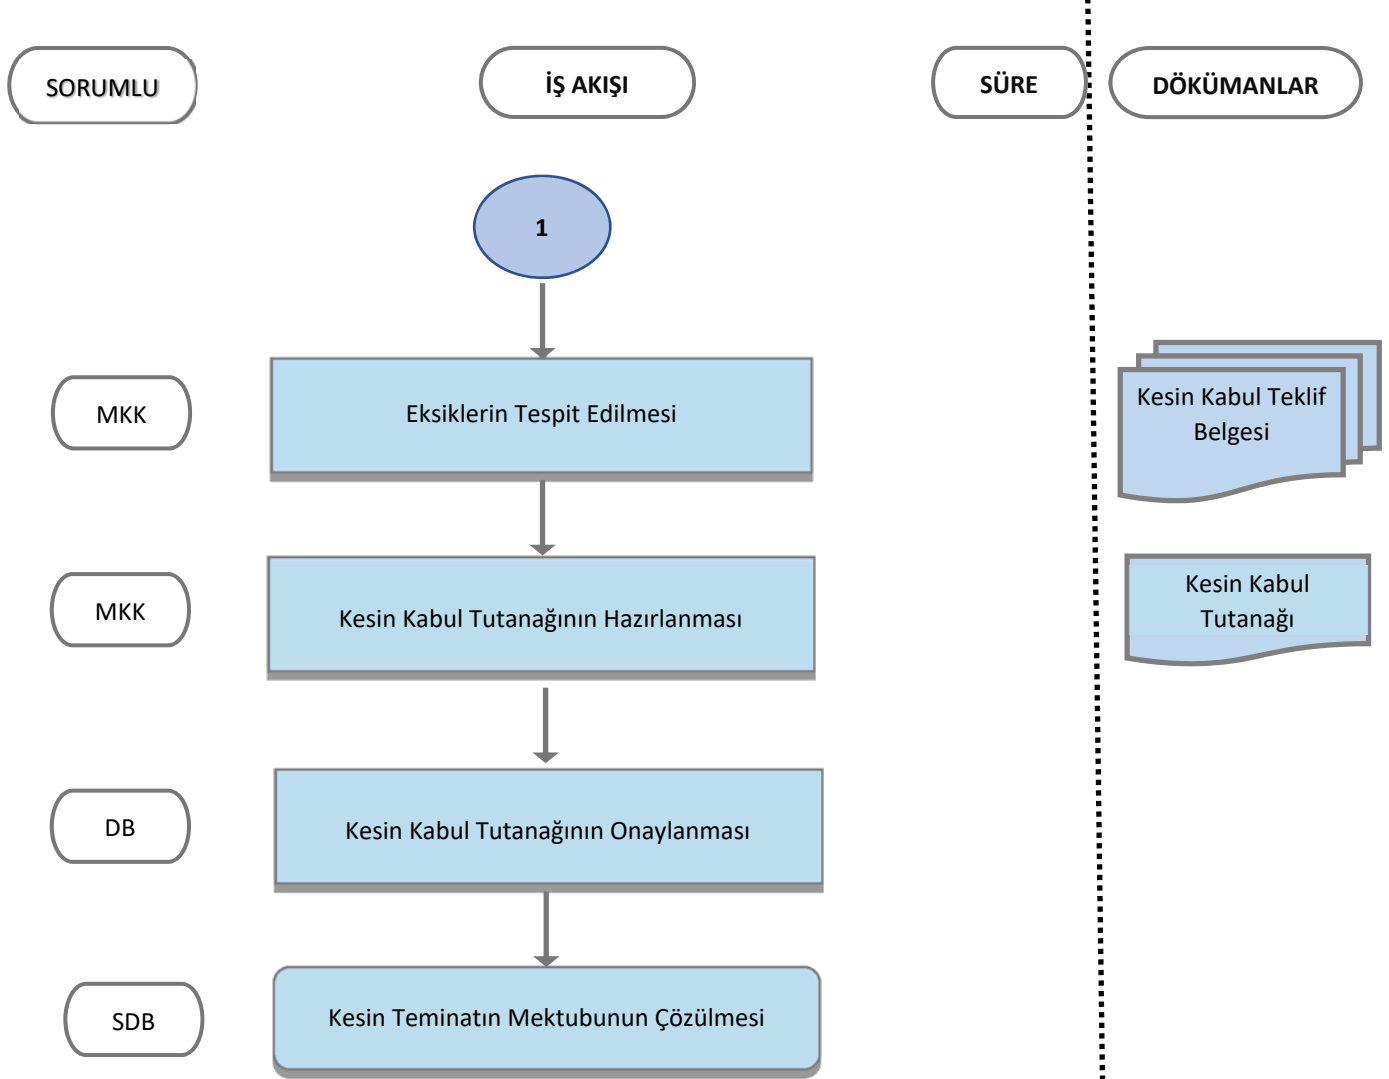 SORUMLU
İŞ AKIŞI
SÜRE
DÖKÜMANLAR
1
MKK
Eksiklerin Tespit Edilmesi
Kesin Kabul Teklif
Belgesi
MKK
Kesin Kabul Tutanağının Hazırlanması
Kesin Kabul
Tutanağı
DB
Kesin Kabul Tutanağının Onaylanması
SDB
Kesin Teminatın Mektubunun Çözülmesi